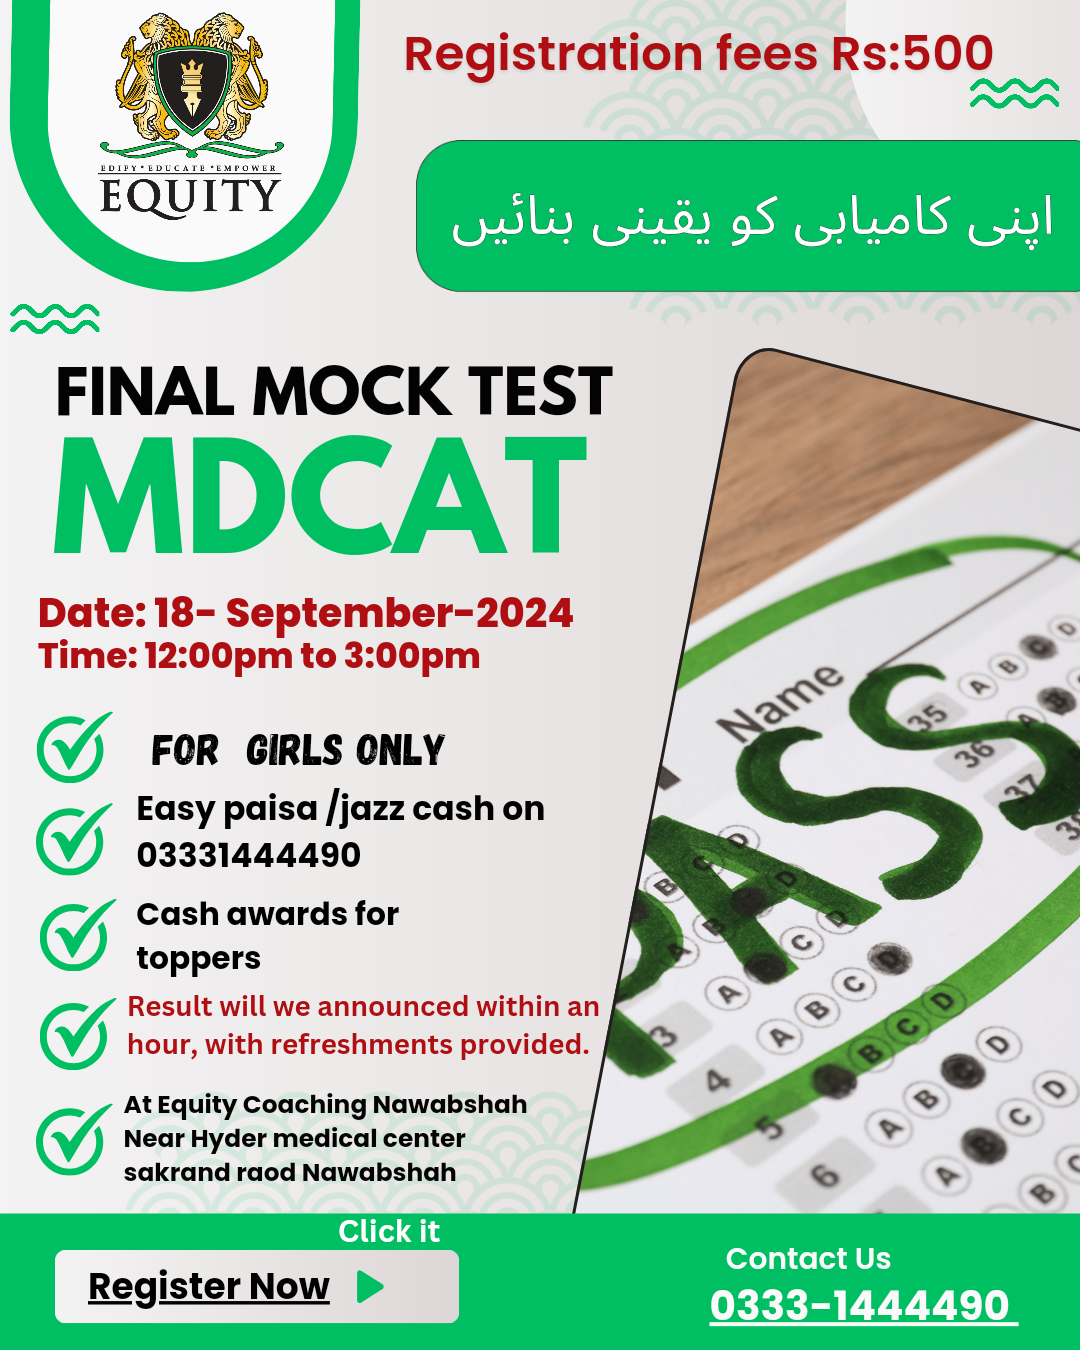 EDIFY * EDUCATE * EMPOWER
EQUITY
Registration fees Rs:500
اپنی کامیابی کو یقینی بنائیں
FINAL MOCK TEST
MDCAT
Date: 18- September-2024
Time: 12:00pm to 3:00pm
FOR GIRLS ONLY
Easy paisa /jazz cash on
03331444490
Cash awards for
toppers
Result will we announced within an
hour, with refreshments provided.
At Equity Coaching Nawabshah
Near Hyder medical center
sakrand raod Nawabshah
Name
PASS
35 A B D
36 A
37
38
B C D
A B D
3 A B C D
4 A B C D
5 B C D
6 A B D
A C D
B C
Click it
Register Now
Contact Us
0333-1444490